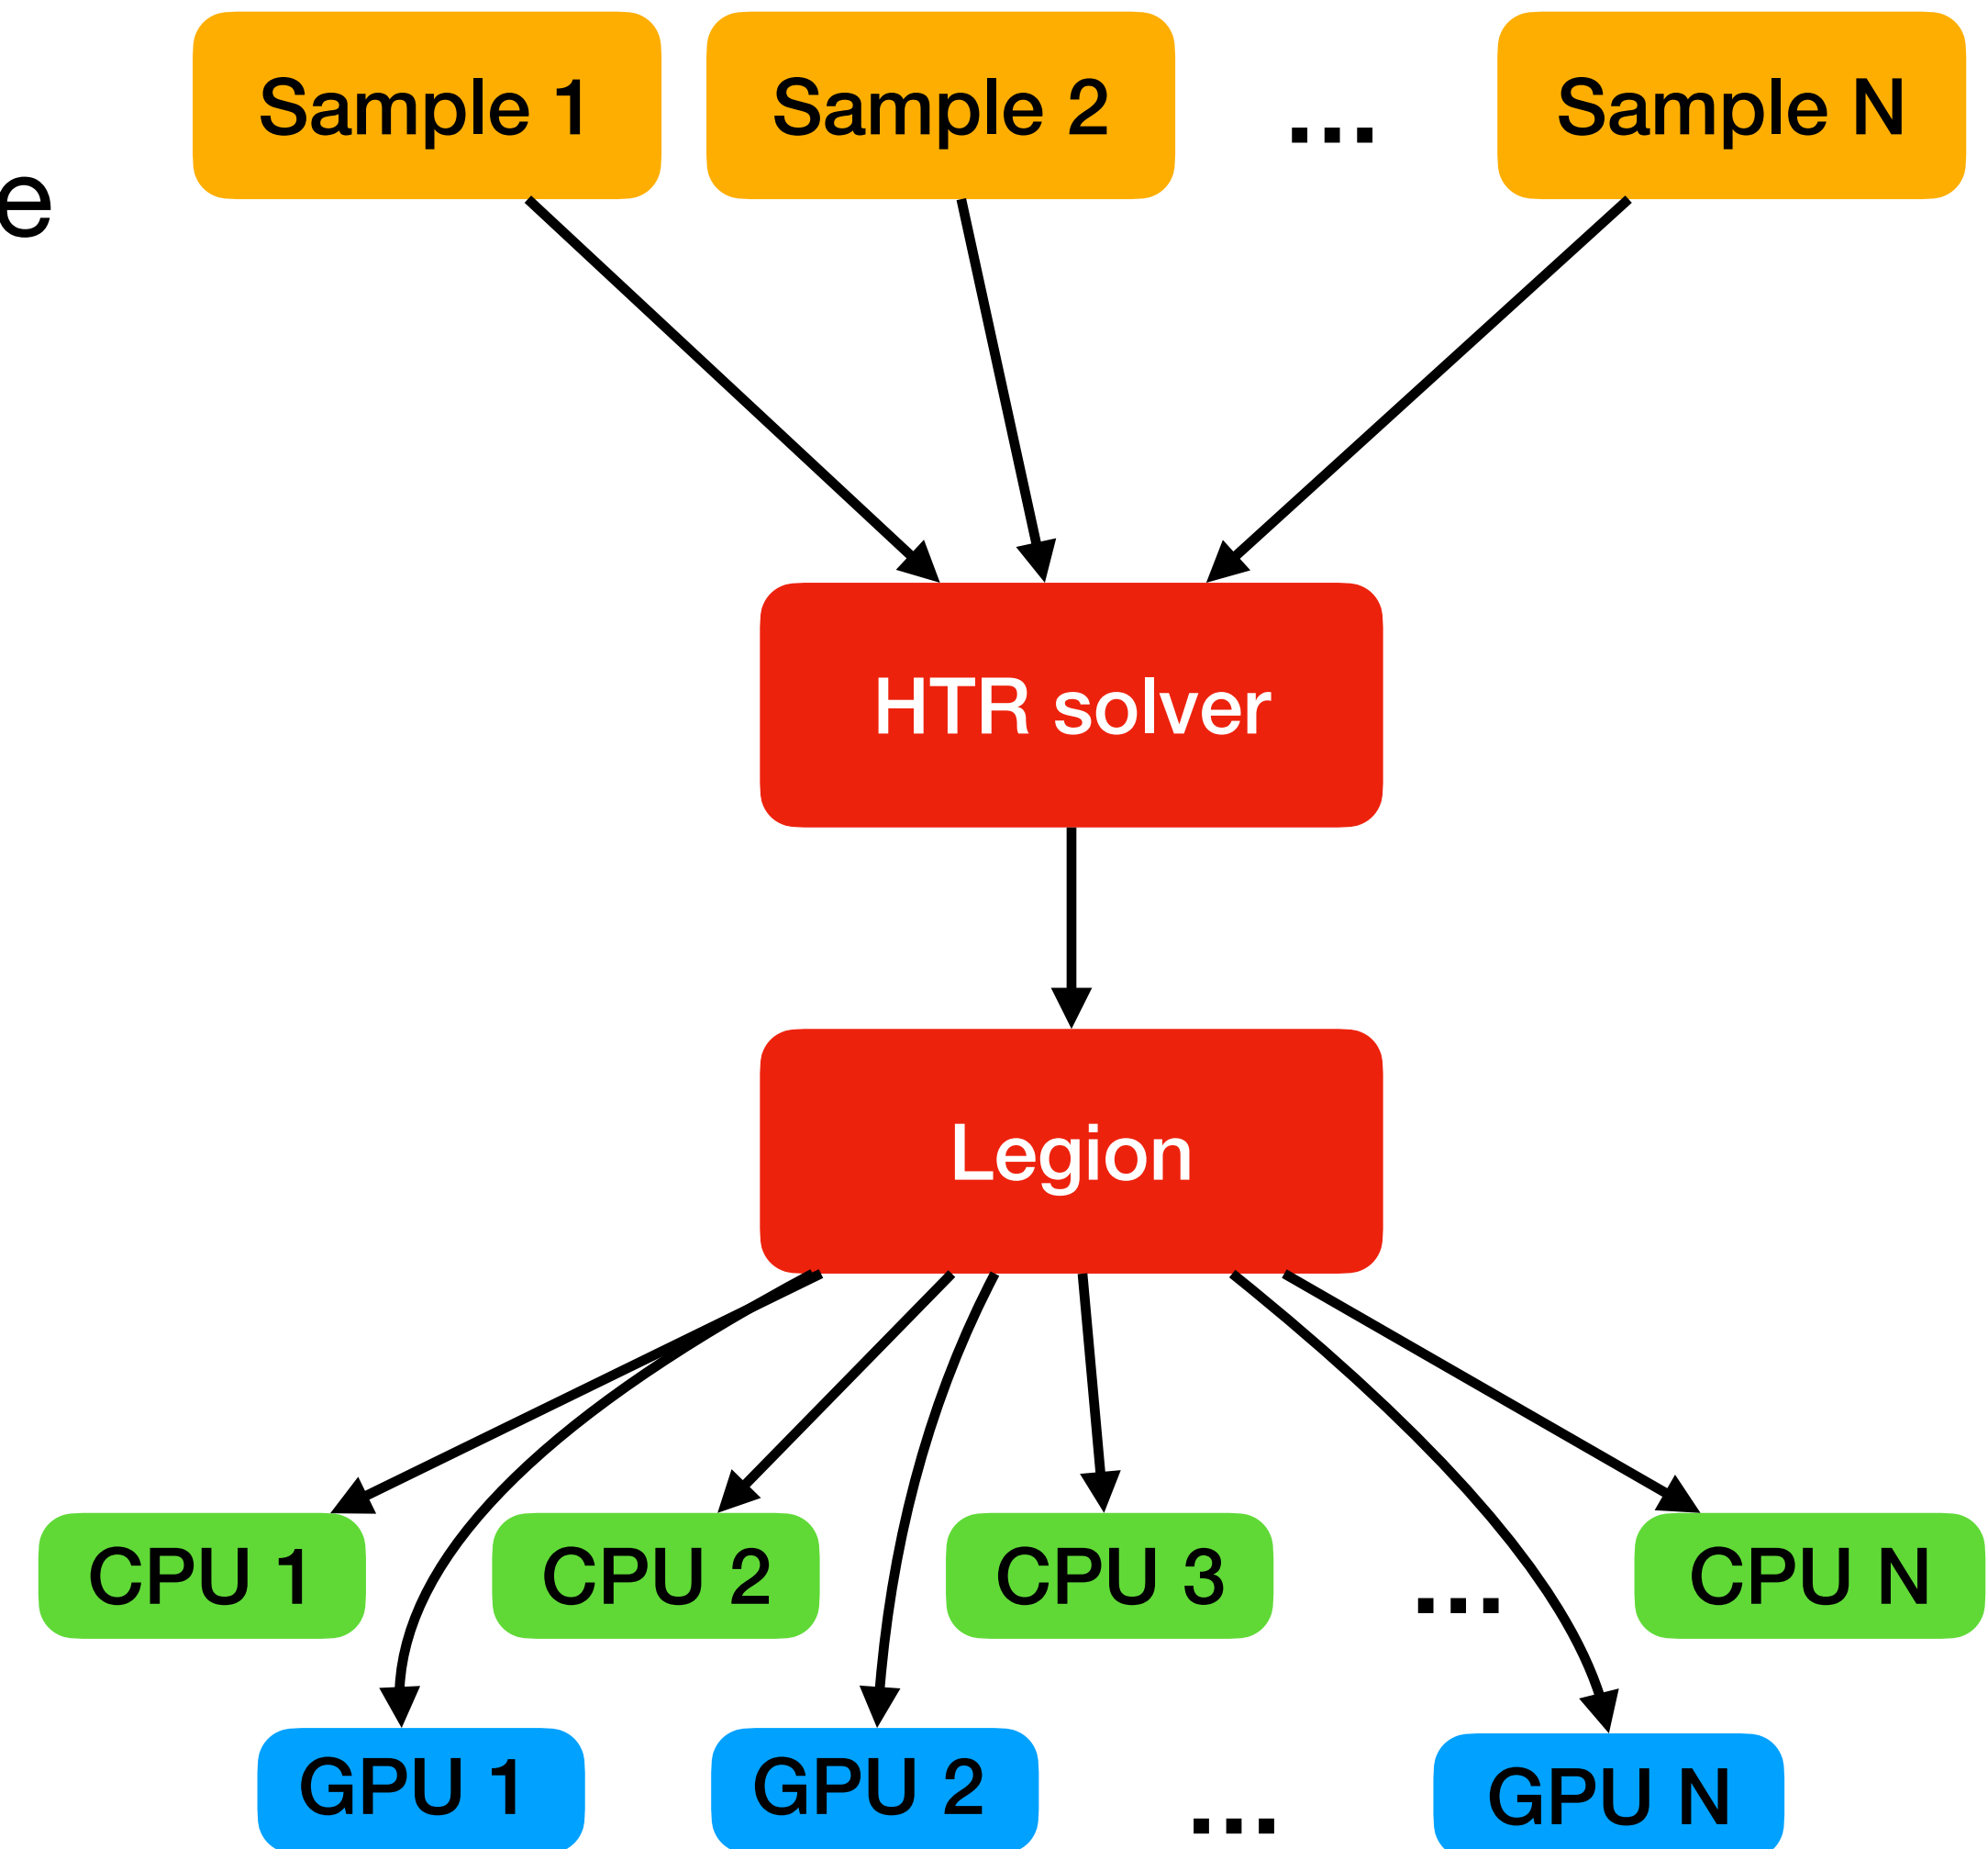 Sample 1 Sample 2 ... Sample N
e
HTR solver
Legion
CPU 1 CPU 2 CPU 3 ... CPU N
GPU 1 GPU 2 ... GPU N